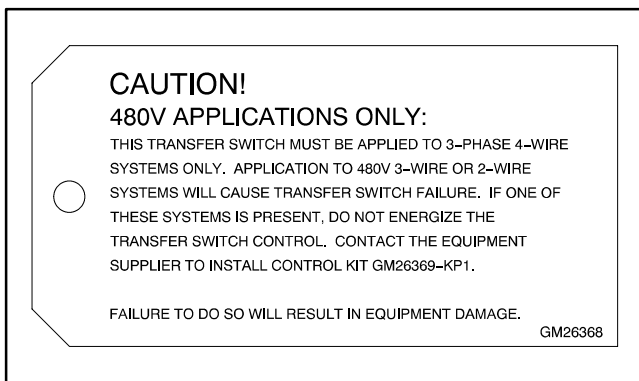 CAUTION!
480V APPLICATIONS ONLY:
THIS TRANSFER SWITCH MUST BE APPLIED TO 3–PHASE 4–WIRE
SYSTEMS ONLY.  APPLICATION TO 480V 3–WIRE OR 2–WIRE
SYSTEMS WILL CAUSE TRANSFER SWITCH FAILURE.  IF ONE OF
THESE SYSTEMS IS PRESENT, DO NOT ENERGIZE THE
TRANSFER SWITCH CONTROL.  CONTACT THE EQUIPMENT
SUPPLIER TO INSTALL CONTROL KIT GM26369–KP1.
FAILURE TO DO SO WILL RESULT IN EQUIPMENT DAMAGE.
GM26368